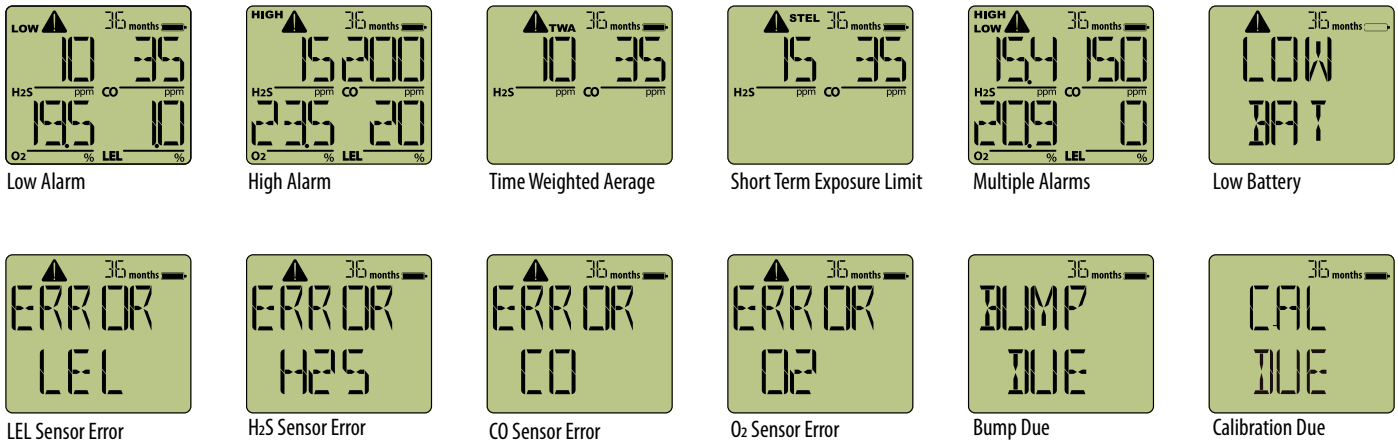 LOW 36 months
10 35
H2S ppm CO ppm
19.5 1.0
O2 % LEL %
Low Alarm
HIGH 36 months
15 200
H2S ppm CO ppm
23.5 20
O2 % LEL %
High Alarm
TWA 36 months
10 35
H2S ppm CO ppm
Time Weighted Aerage
STEL 36 months
15 35
H2S ppm CO ppm
Short Term Exposure Limit
HIGH
LOW 36 months
15.4 150
H2S ppm CO ppm
20.9 0
O2 % LEL %
Multiple Alarms
36 months
LOW
BAT
Low Battery
36 months
ERROR
LEL
LEL Sensor Error
36 months
ERROR
H2S
H2S Sensor Error
36 months
ERROR
CO
CO Sensor Error
36 months
ERROR
O2
O2 Sensor Error
36 months
BUMP
DUE
Bump Due
36 months
CAL
DUE
Calibration Due